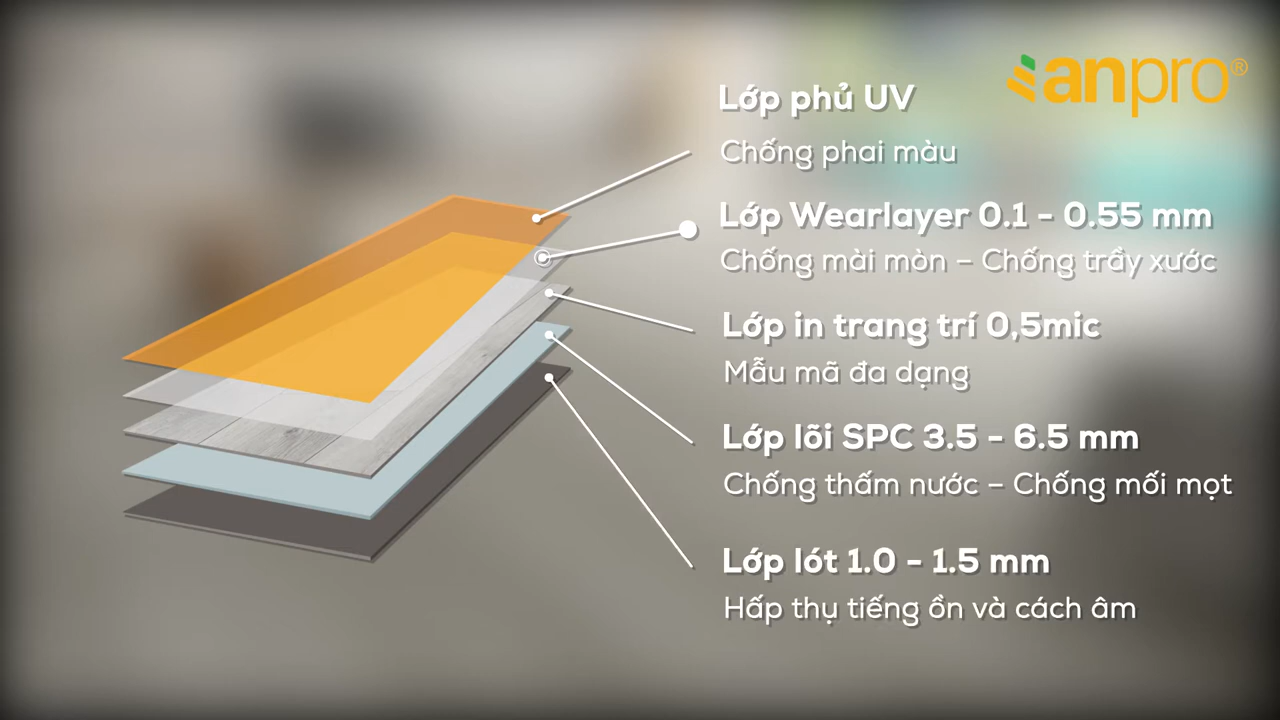 anpro®
Lớp phủ UV
Chống phai màu
Lớp Wearlayer 0.1 - 0.55 mm
Chống mài mòn – Chống trầy xước
Lớp in trang trí 0,5mic
Mẫu mã đa dạng
Lớp lõi SPC 3.5 - 6.5 mm
Chống thấm nước – Chống mối mọt
Lớp lót 1.0 - 1.5 mm
Hấp thụ tiếng ồn và cách âm